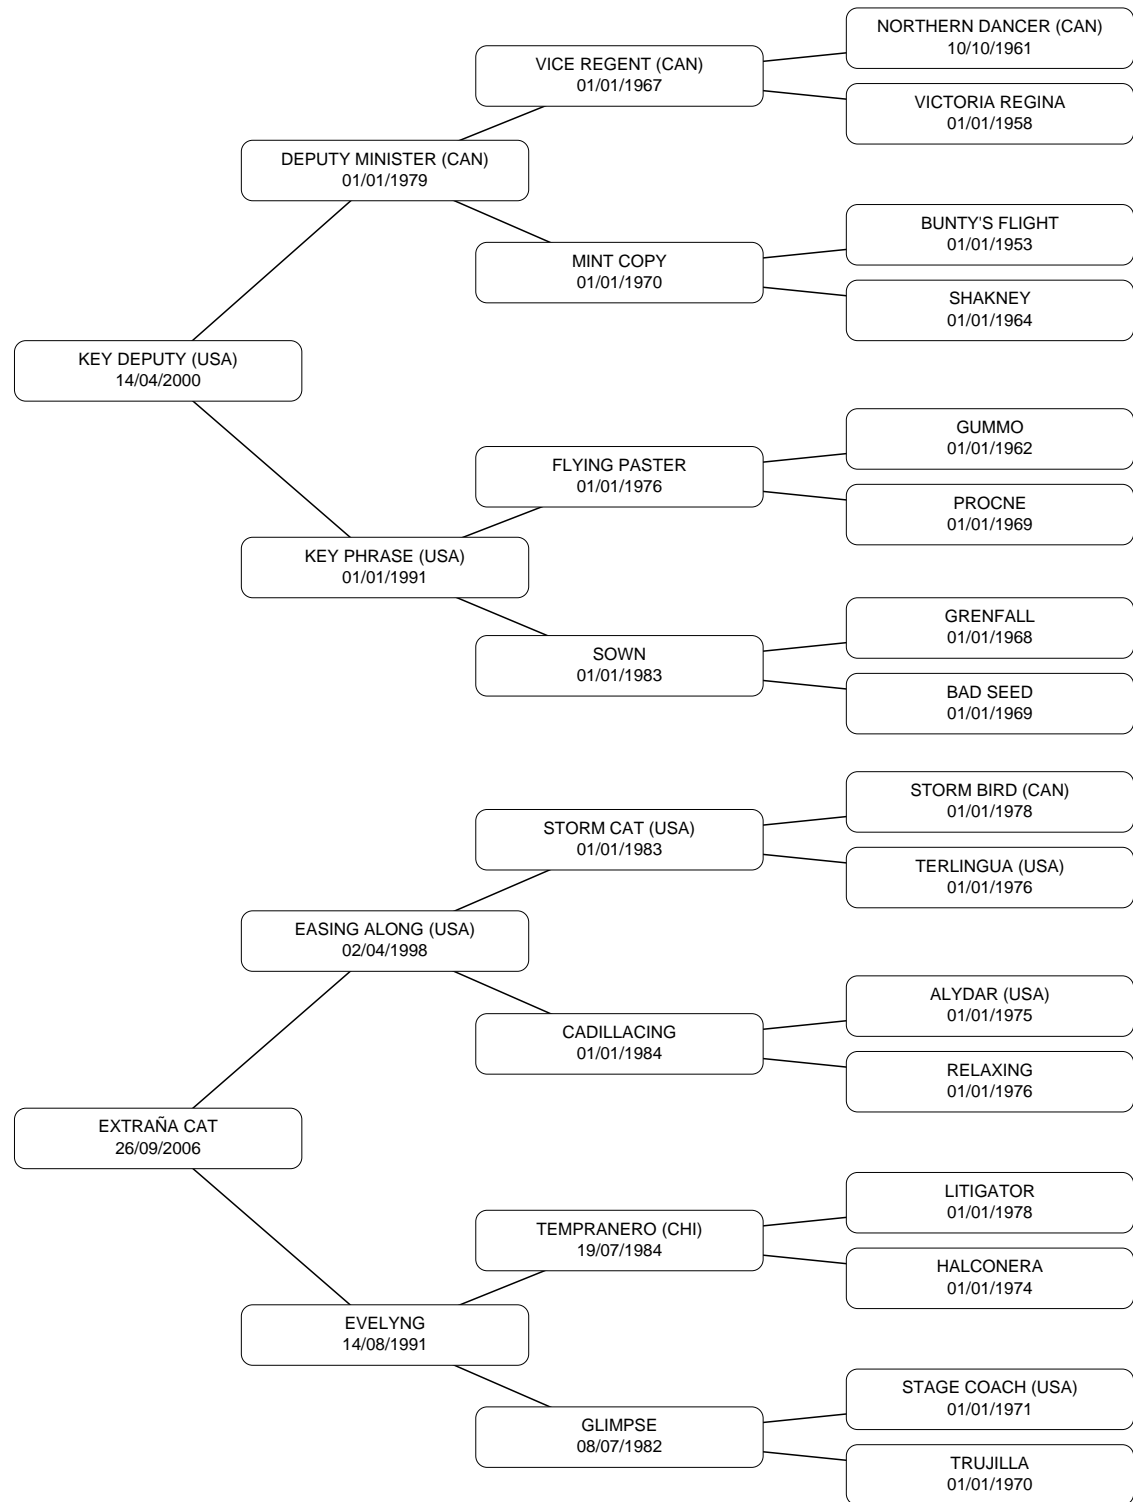 NORTHERN DANCER (CAN)
10/10/1961
VICE REGENT (CAN)
01/01/1967
VICTORIA REGINA
01/01/1958
DEPUTY MINISTER (CAN)
01/01/1979
BUNTY'S FLIGHT
01/01/1953
MINT COPY
01/01/1970
SHAKNEY
01/01/1964
KEY DEPUTY (USA)
14/04/2000
GUMMO
01/01/1962
FLYING PASTER
01/01/1976
PROCNE
01/01/1969
KEY PHRASE (USA)
01/01/1991
GRENFALL
01/01/1968
SOWN
01/01/1983
BAD SEED
01/01/1969
STORM BIRD (CAN)
01/01/1978
STORM CAT (USA)
01/01/1983
TERLINGUA (USA)
01/01/1976
EASING ALONG (USA)
02/04/1998
ALYDAR (USA)
01/01/1975
CADILLACING
01/01/1984
RELAXING
01/01/1976
EXTRAÑA CAT
26/09/2006
LITIGATOR
01/01/1978
TEMPRANERO (CHI)
19/07/1984
HALCONERA
01/01/1974
EVELYNG
14/08/1991
STAGE COACH (USA)
01/01/1971
GLIMPSE
08/07/1982
TRUJILLA
01/01/1970